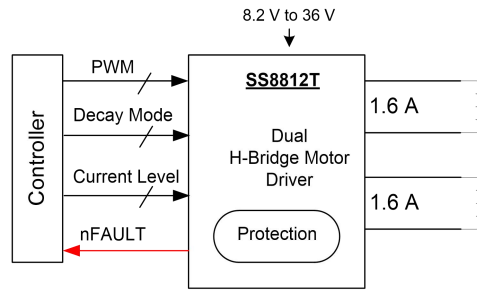 8.2 V to 36 V
PWM
SS8812T
Decay Mode
1.6 A
Controller
Dual
H-Bridge Motor
Driver
Current Level
1.6 A
nFAULT
Protection